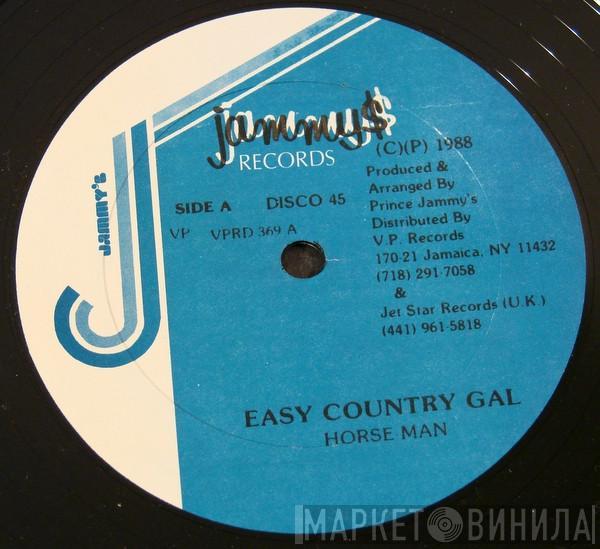 jammy$
RECORDS
JAMMY'S
(C)(P) 1988
SIDE A DISCO 45
VP VPRD 369 A
Produced &
Arranged By
Prince Jammy's
Distributed By
V.P. Records
170-21 Jamaica, NY 11432
(718) 291-7058
&
Jet Star Records (U.K.)
(441) 961-5818
EASY COUNTRY GAL
HORSE MAN
МАРКЕТ ВИНИЛА